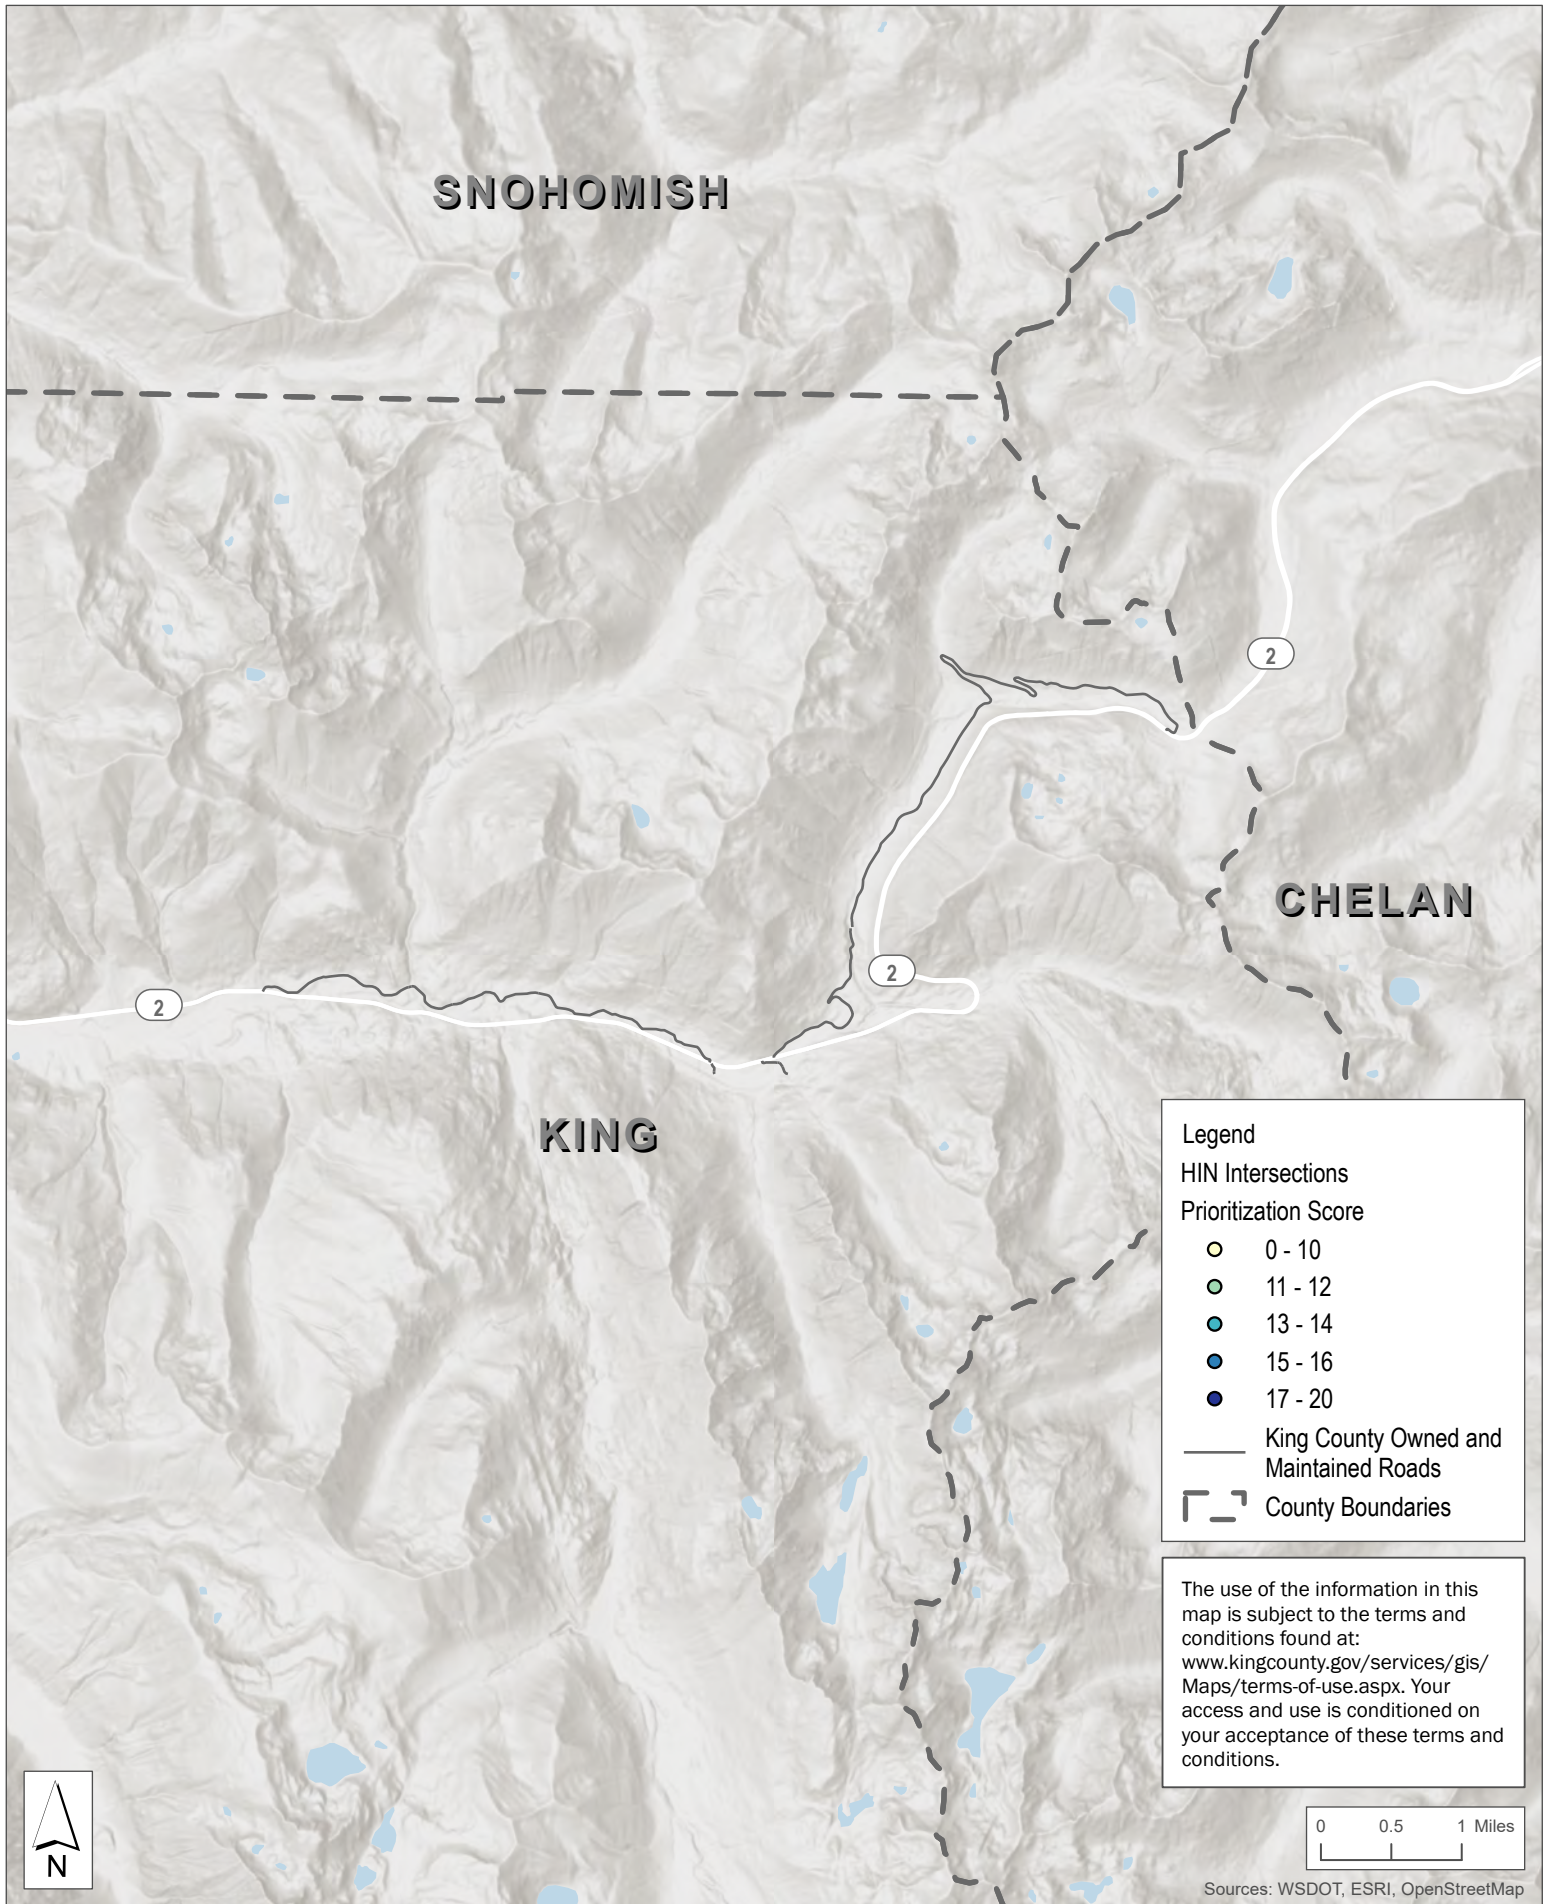 SNOHOMISH
2
CHELAN
2
2
KING
Legend
HIN Intersections
Prioritization Score
0 - 10
11 - 12
13 - 14
15 - 16
17 - 20
King County Owned and
Maintained Roads
County Boundaries
The use of the information in this
map is subject to the terms and
conditions found at:
www.kingcounty.gov/services/gis/
Maps/terms-of-use.aspx. Your
access and use is conditioned on
your acceptance of these terms and
conditions.
N
0 0.5 1 Miles
Sources: WSDOT, ESRI, OpenStreetMap